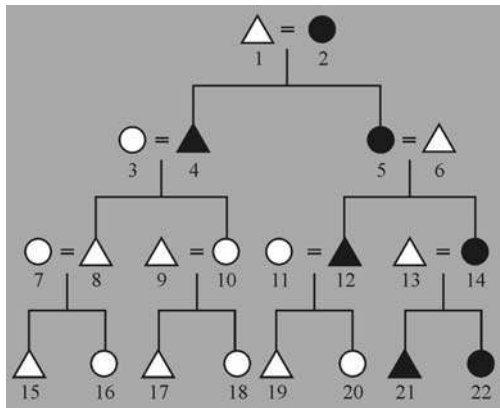 =
1 2
= =
3 4 5 6
= = = =
7 8 9 10 11 12 13 14
15 16 17 18 19 20 21 22